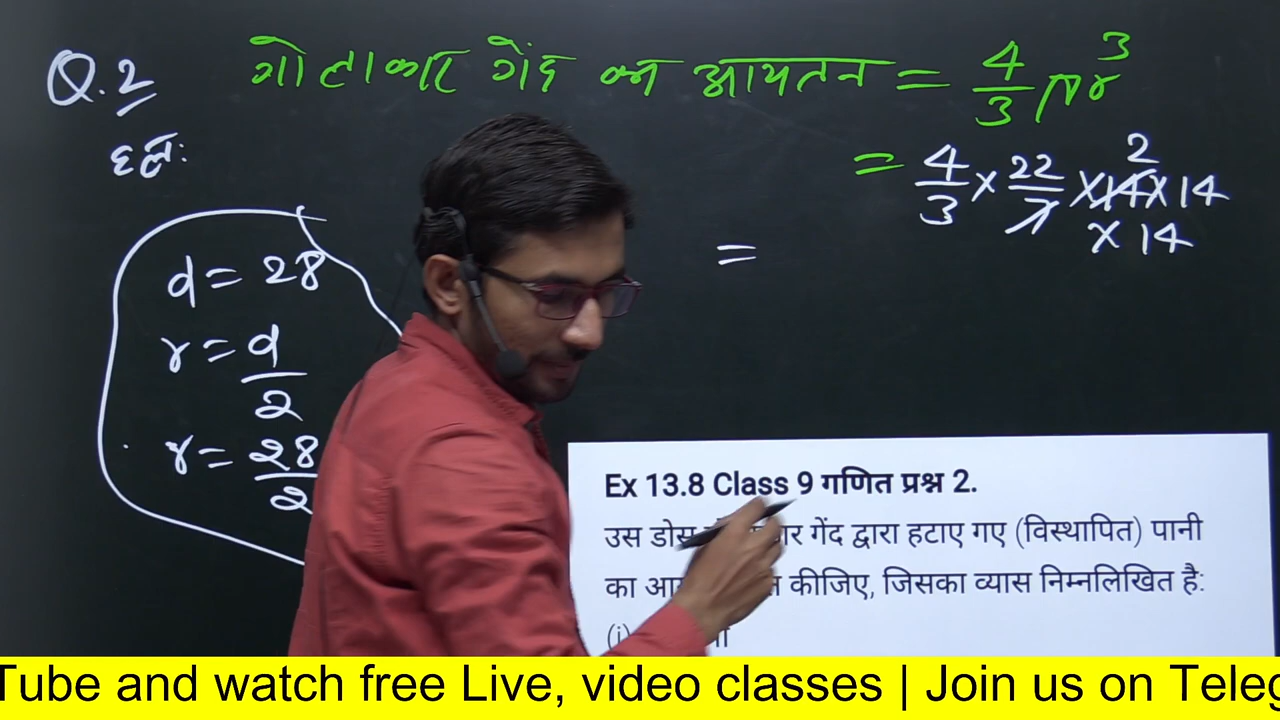 Q.2 गोलाकार गेंद का आयतन = 4/3 πr³
हल:
= 4/3 × 22/7 × 14 × 14
2
× 14
=
d = 28
r = d/2
r = 28/2
Ex 13.8 Class 9 गणित प्रश्न 2.
उस गेंद द्वारा हटाए गए (विस्थापित) पानी
का कीजिए, जिसका व्यास निम्नलिखित है:
(i)
Tube and watch free Live, video classes | Join us on